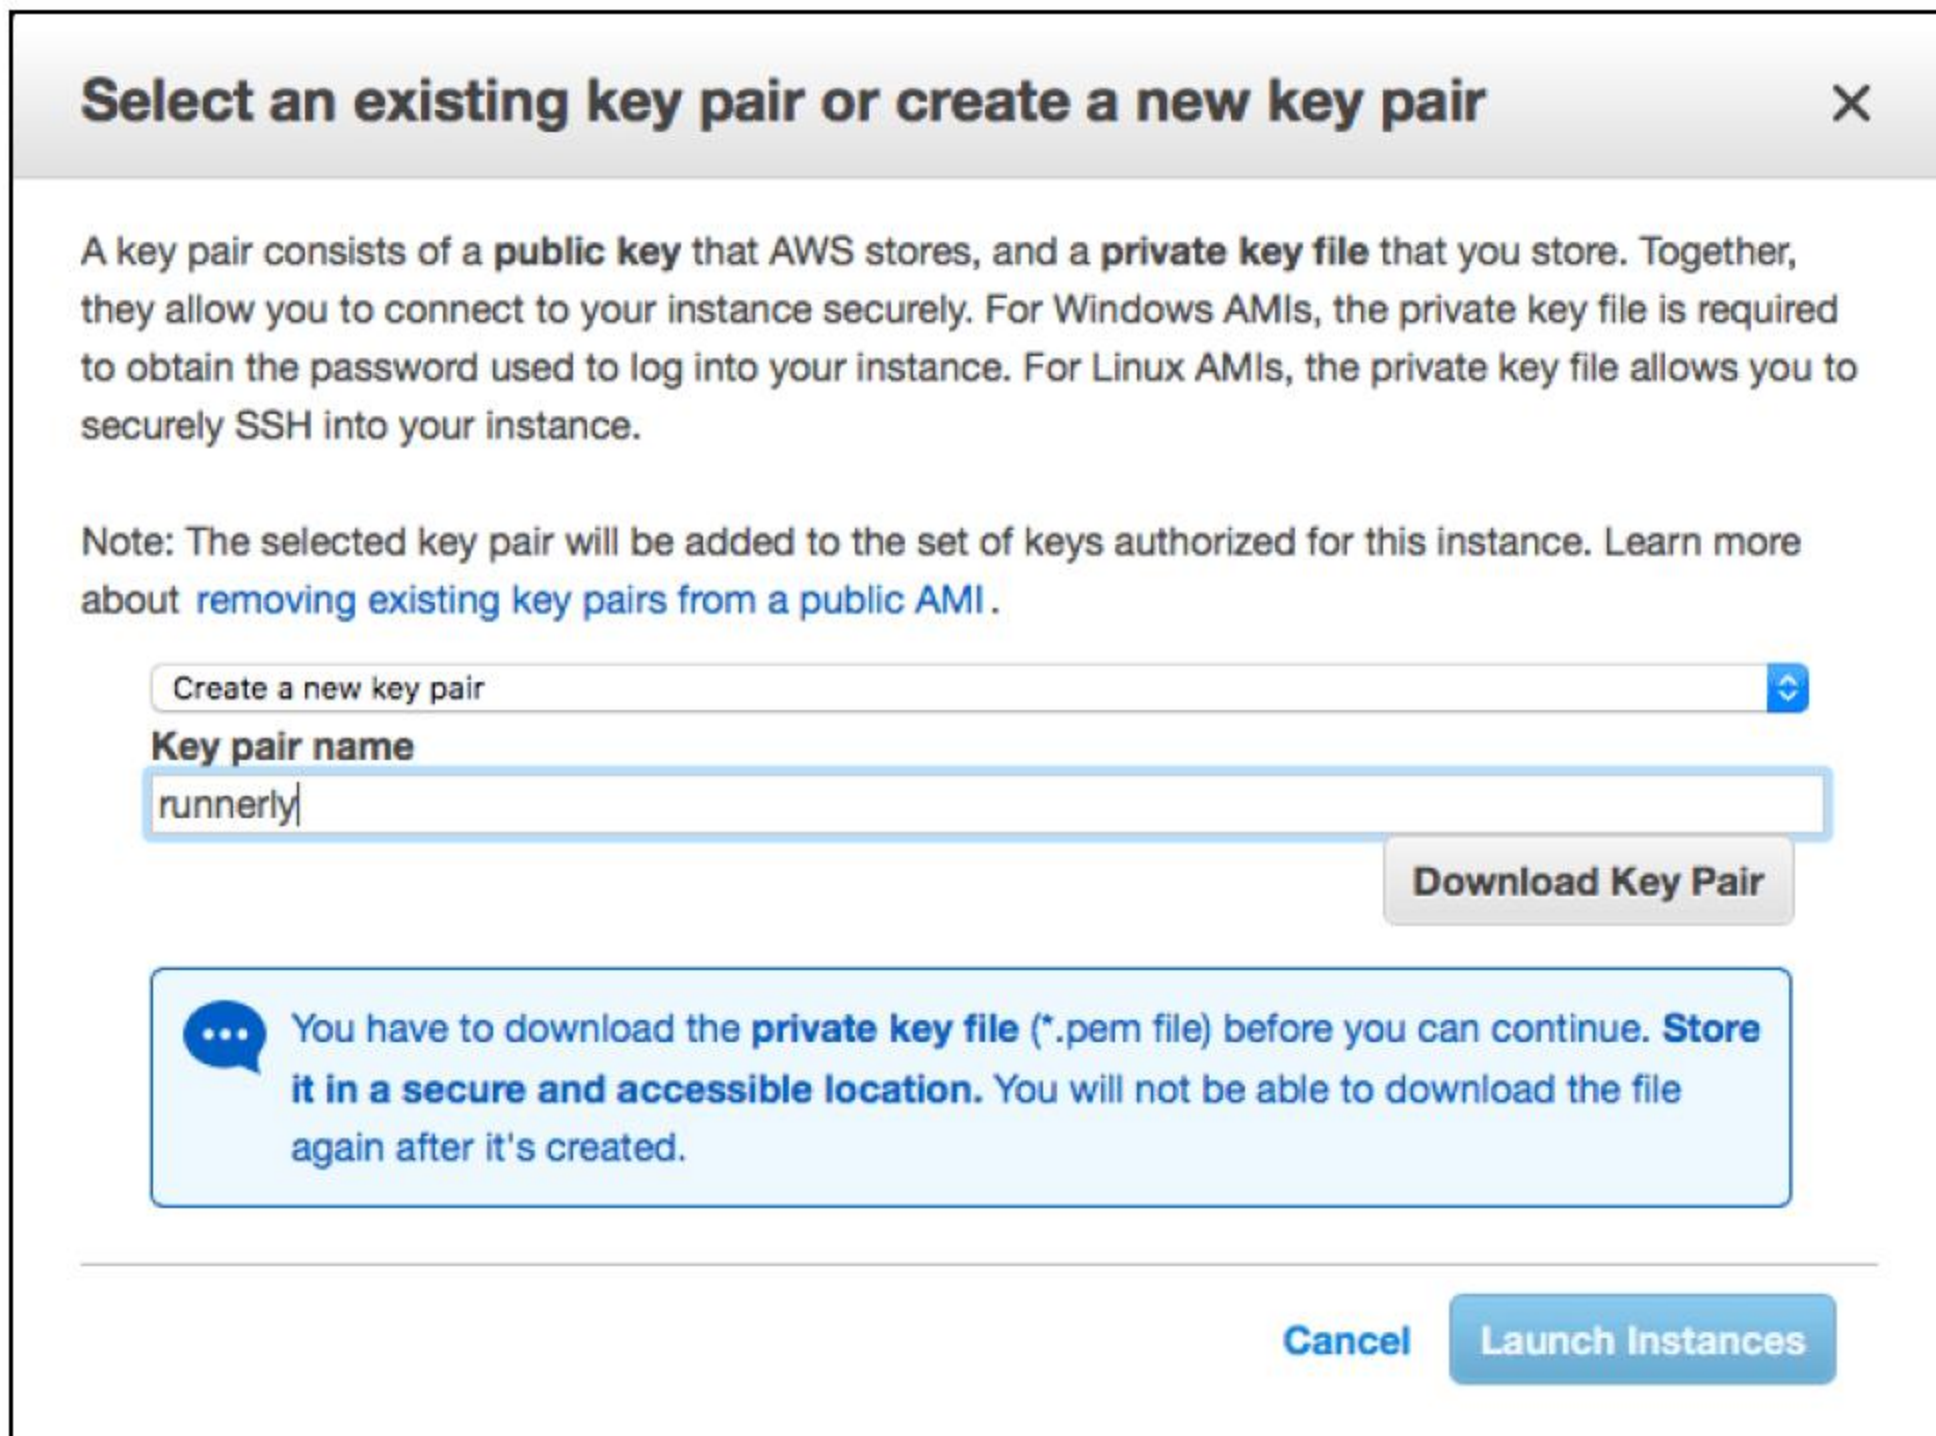 Select an existing key pair or create a new key pair
A key pair consists of a public key that AWS stores, and a private key file that you store. Together,
they allow you to connect to your instance securely. For Windows AMIs, the private key file is required
to obtain the password used to log into your instance. For Linux AMIs, the private key file allows you to
securely SSH into your instance.
Note: The selected key pair will be added to the set of keys authorized for this instance. Learn more
about removing existing key pairs from a public AMI.
Create a new key pair
Key pair name
runnerly
Download Key Pair
You have to download the private key file (*.pem file) before you can continue. Store
it in a secure and accessible location. You will not be able to download the file
again after it's created.
Cancel Launch Instances